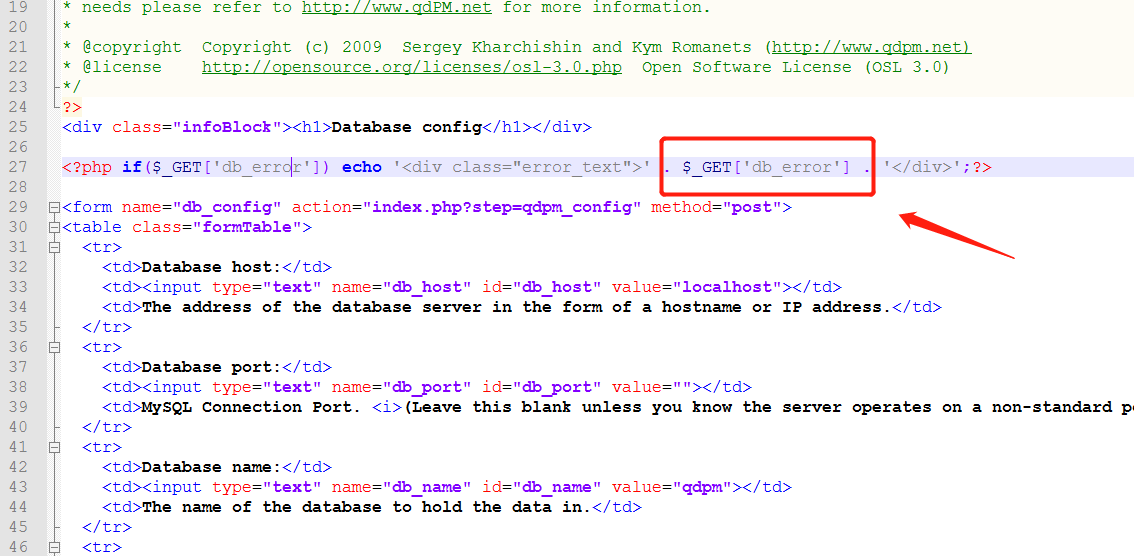 19 * needs please refer to http://www.qdPM.net for more information.
20 *
21 * @copyright  Copyright (c) 2009  Sergey Kharchishin and Kym Romanets (http://www.qdpm.net)
22 * @license    http://opensource.org/licenses/osl-3.0.php  Open Software License (OSL 3.0)
23 */
24 ?>
25 <div class="infoBlock"><h1>Database config</h1></div>
26
27 <?php if($_GET['db_error']) echo '<div class="error_text">' . $_GET['db_error'] . '</div>';?>
28
29 <form name="db_config" action="index.php?step=qdpm_config" method="post">
30 <table class="formTable">
31   <tr>
32     <td>Database host:</td>
33     <td><input type="text" name="db_host" id="db_host" value="localhost"></td>
34     <td>The address of the database server in the form of a hostname or IP address.</td>
35   </tr>
36   <tr>
37     <td>Database port:</td>
38     <td><input type="text" name="db_port" id="db_port" value=""></td>
39     <td>MySQL Connection Port. <i>(Leave this blank unless you know the server operates on a non-standard
40   </tr>
41   <tr>
42     <td>Database name:</td>
43     <td><input type="text" name="db_name" id="db_name" value="qdpm"></td>
44     <td>The name of the database to hold the data in.</td>
45   </tr>
46   <tr>